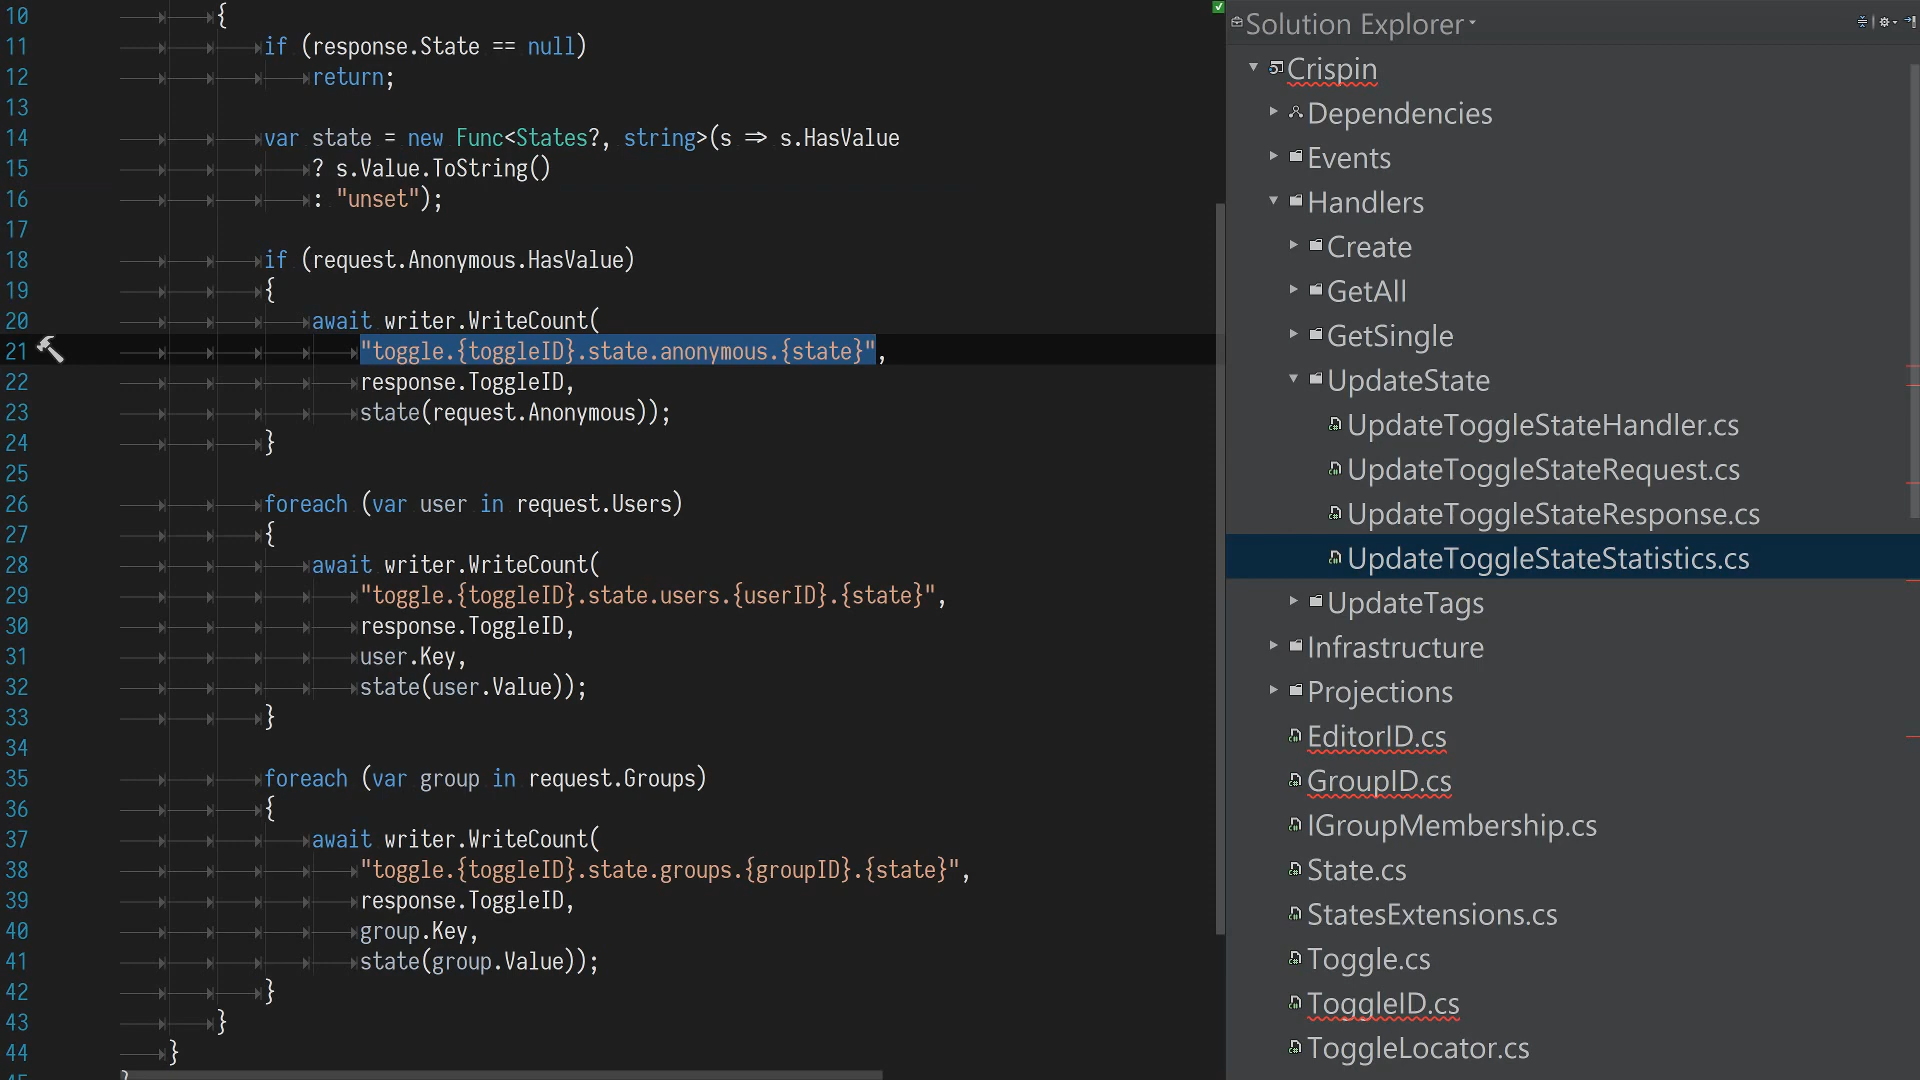 10 {
11 if (response.State == null)
12 return;
13
14 var state = new Func<States?, string>(s => s.HasValue
15 ? s.Value.ToString()
16 : "unset");
17
18 if (request.Anonymous.HasValue)
19 {
20 await writer.WriteCount(
21 "toggle.{toggleID}.state.anonymous.{state}",
22 response.ToggleID,
23 state(request.Anonymous));
24 }
25
26 foreach (var user in request.Users)
27 {
28 await writer.WriteCount(
29 "toggle.{toggleID}.state.users.{userID}.{state}",
30 response.ToggleID,
31 user.Key,
32 state(user.Value));
33 }
34
35 foreach (var group in request.Groups)
36 {
37 await writer.WriteCount(
38 "toggle.{toggleID}.state.groups.{groupID}.{state}",
39 response.ToggleID,
40 group.Key,
41 state(group.Value));
42 }
43 }
44 }
Solution Explorer
Crispin
Dependencies
Events
Handlers
Create
GetAll
GetSingle
UpdateState
UpdateToggleStateHandler.cs
UpdateToggleStateRequest.cs
UpdateToggleStateResponse.cs
UpdateToggleStateStatistics.cs
UpdateTags
Infrastructure
Projections
EditorID.cs
GroupID.cs
IGroupMembership.cs
State.cs
StatesExtensions.cs
Toggle.cs
ToggleID.cs
ToggleLocator.cs